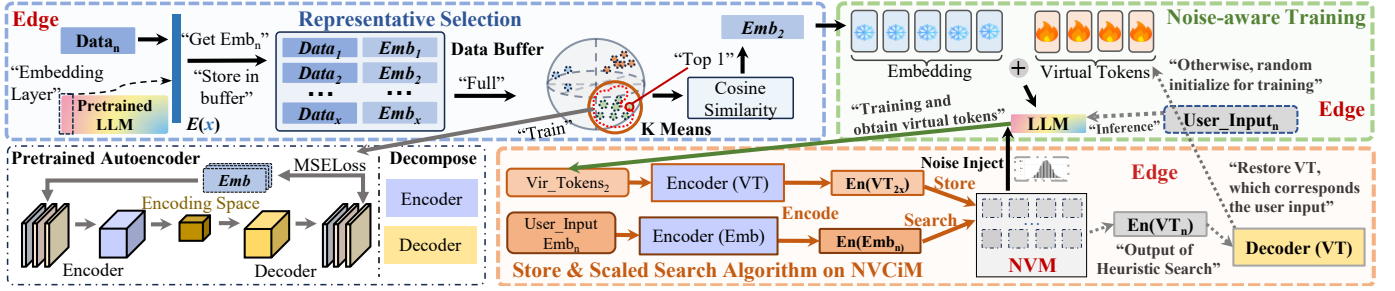 Edge
Representative Selection
Data_n
"Get Emb_n"
"Embedding
Layer"
"Store in
buffer"
Pretrained
LLM
E(x)
Data_1 Emb_1
Data_2 Emb_2
... ...
Data_x Emb_x
Data Buffer
"Full"
"Train"
"Top 1"
K Means
Emb_2
Cosine
Similarity
Noise-aware Training
Embedding
+
Virtual Tokens
"Otherwise, random
initialize for training"
"Training and
obtain virtual tokens"
LLM
"Inference"
User_Input_n
Edge
Pretrained Autoencoder
MSELoss
Emb
Encoding Space
Encoder
Decoder
Decompose
Encoder
Decoder
Vir_Tokens_2
Encoder (VT)
En(VT_2x)
Store
User_Input
Emb_n
Encoder (Emb)
Encode
En(Emb_n)
Search
Store & Scaled Search Algorithm on NVCiM
Noise Inject
NVM
Edge
En(VT_n)
"Output of
Heuristic Search"
"Restore VT,
which corresponds
the user input"
Decoder (VT)